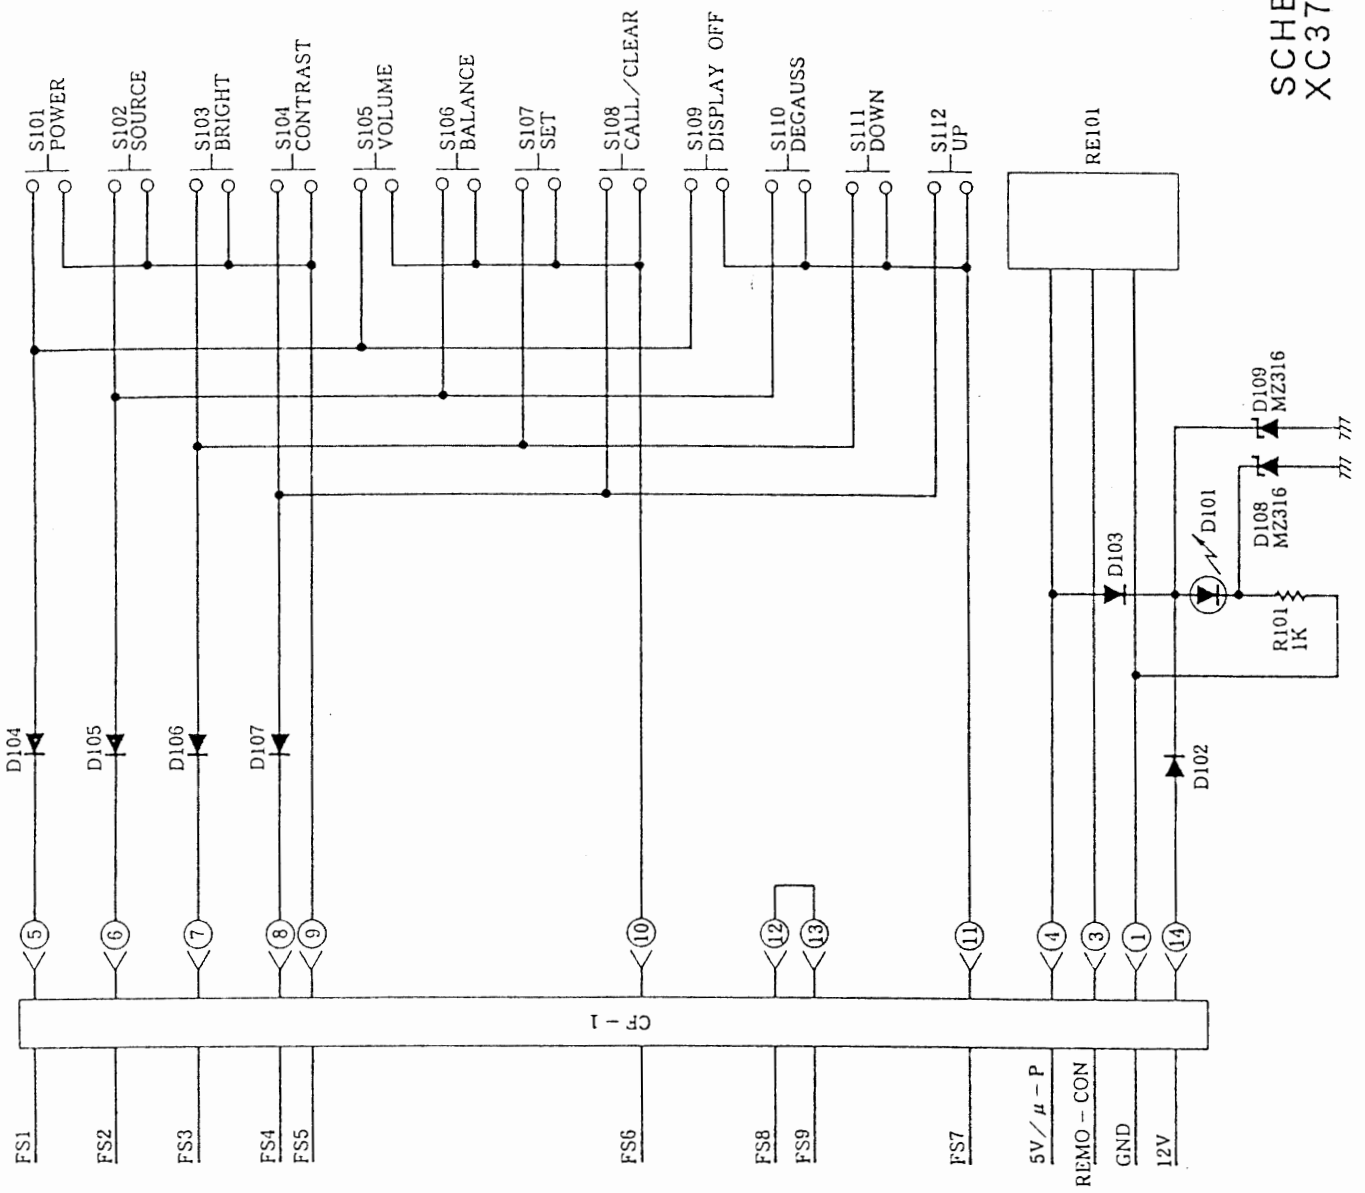 SCHE
XC37
S101
POWER
S102
SOURCE
S103
BRIGHT
S104
CONTRAST
S105
VOLUME
S106
BALANCE
S107
SET
S108
CALL/CLEAR
S109
DISPLAY OFF
S110
DEGAUSS
S111
DOWN
S112
UP
RE101
D109
MZ316
D108
MZ316
D101
D103
R101
1K
D104
D105
D106
D107
D102
5
6
7
8
9
10
12
13
11
4
3
1
14
CF-1
FS1
FS2
FS3
FS4
FS5
FS6
FS8
FS9
FS7
5V/μ-P
REMO-CON
GND
12V